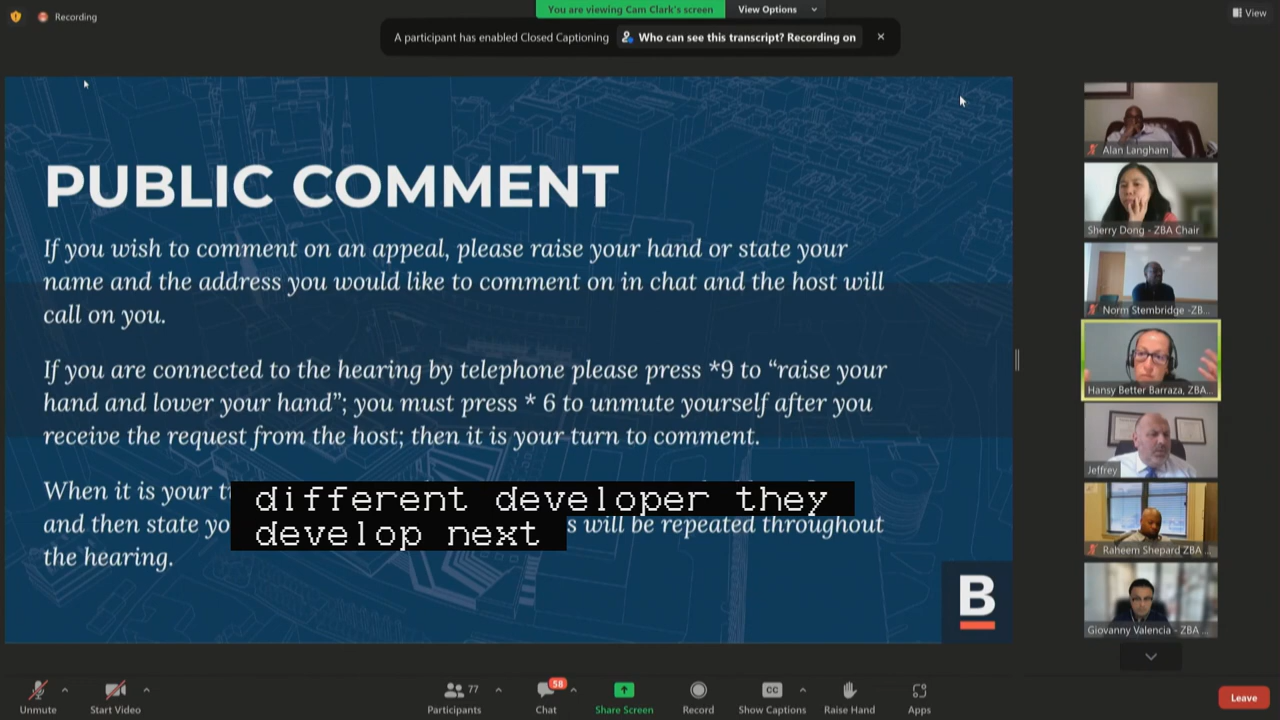 Recording
You are viewing Cam Clark's screen
View Options
View
A participant has enabled Closed Captioning
Who can see this transcript? Recording on
PUBLIC COMMENT
If you wish to comment on an appeal, please raise your hand or state your
name and the address you would like to comment on in chat and the host will
call on you.
If you are connected to the hearing by telephone please press *9 to “raise your
hand and lower your hand”; you must press * 6 to unmute yourself after you
receive the request from the host; then it is your turn to comment.
When it is your
and then state
will be repeated throughout
the hearing.
different developer they
develop next
B
Alan Langham
Sherry Dong - ZBA Chair
Norm Stembridge -ZB...
Hansy Better Barraza, ZBA...
Jeffrey
Raheem Shepard ZBA ...
Giovanny Valencia - ZBA ...
Unmute
Start Video
77
Participants
58
Chat
Share Screen
Record
CC
Show Captions
Raise Hand
Apps
Leave